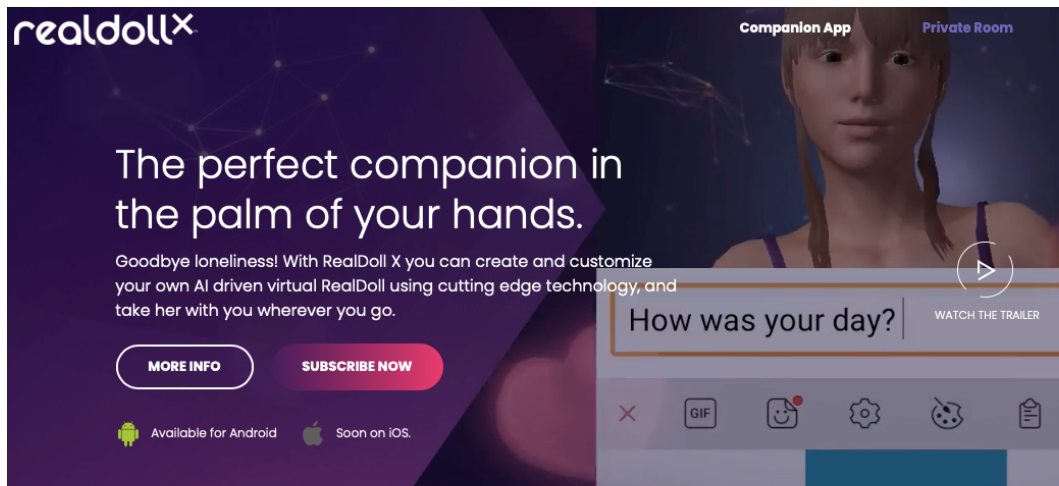 realdollx
Companion App
Private Room
The perfect companion in
the palm of your hands.
Goodbye loneliness! With RealDoll X you can create and customize
your own AI driven virtual RealDoll using cutting edge technology, and
take her with you wherever you go.
How was your day?
WATCH THE TRAILER
MORE INFO
SUBSCRIBE NOW
GIF
Available for Android
Soon on iOS.